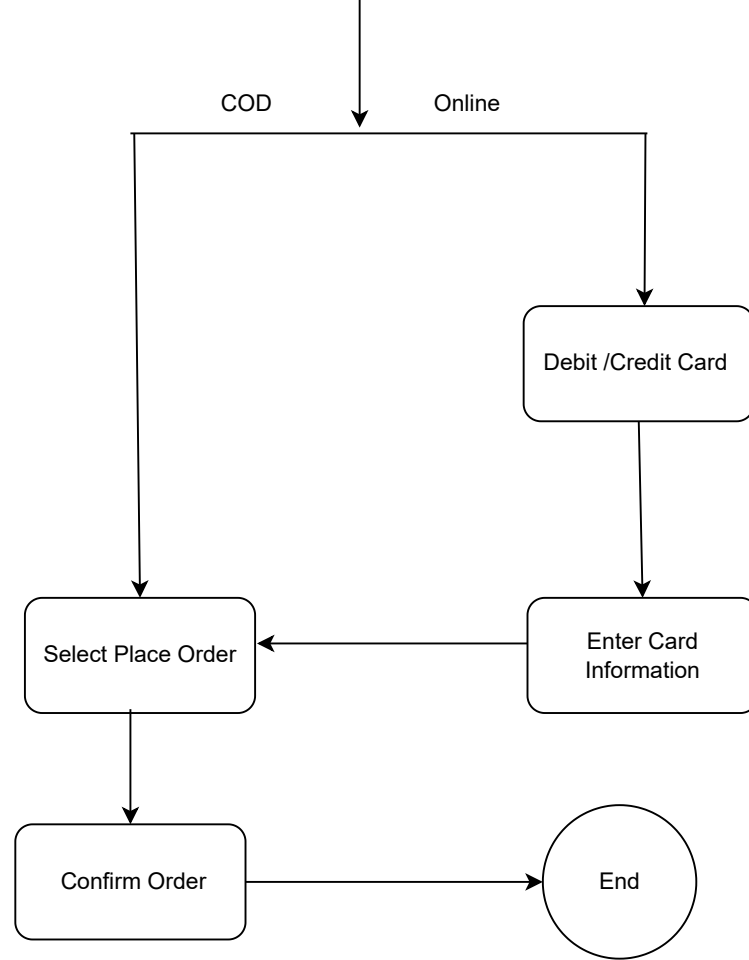 COD
Online
Debit /Credit Card
Select Place Order
Enter Card
Information
Confirm Order
End